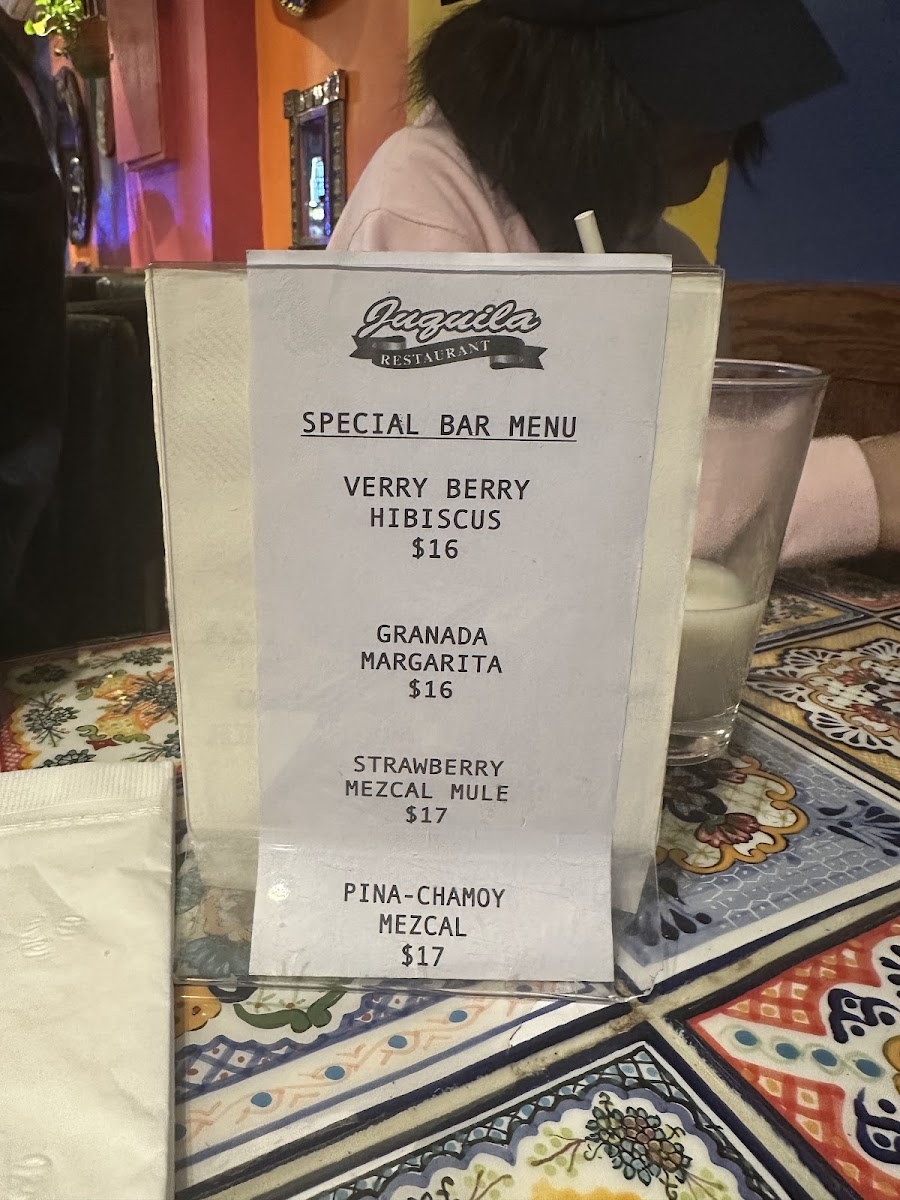 Juquila
RESTAURANT
SPECIAL BAR MENU
VERRY BERRY
HIBISCUS
$16
GRANADA
MARGARITA
$16
STRAWBERRY
MEZCAL MULE
$17
PINA-CHAMOY
MEZCAL
$17